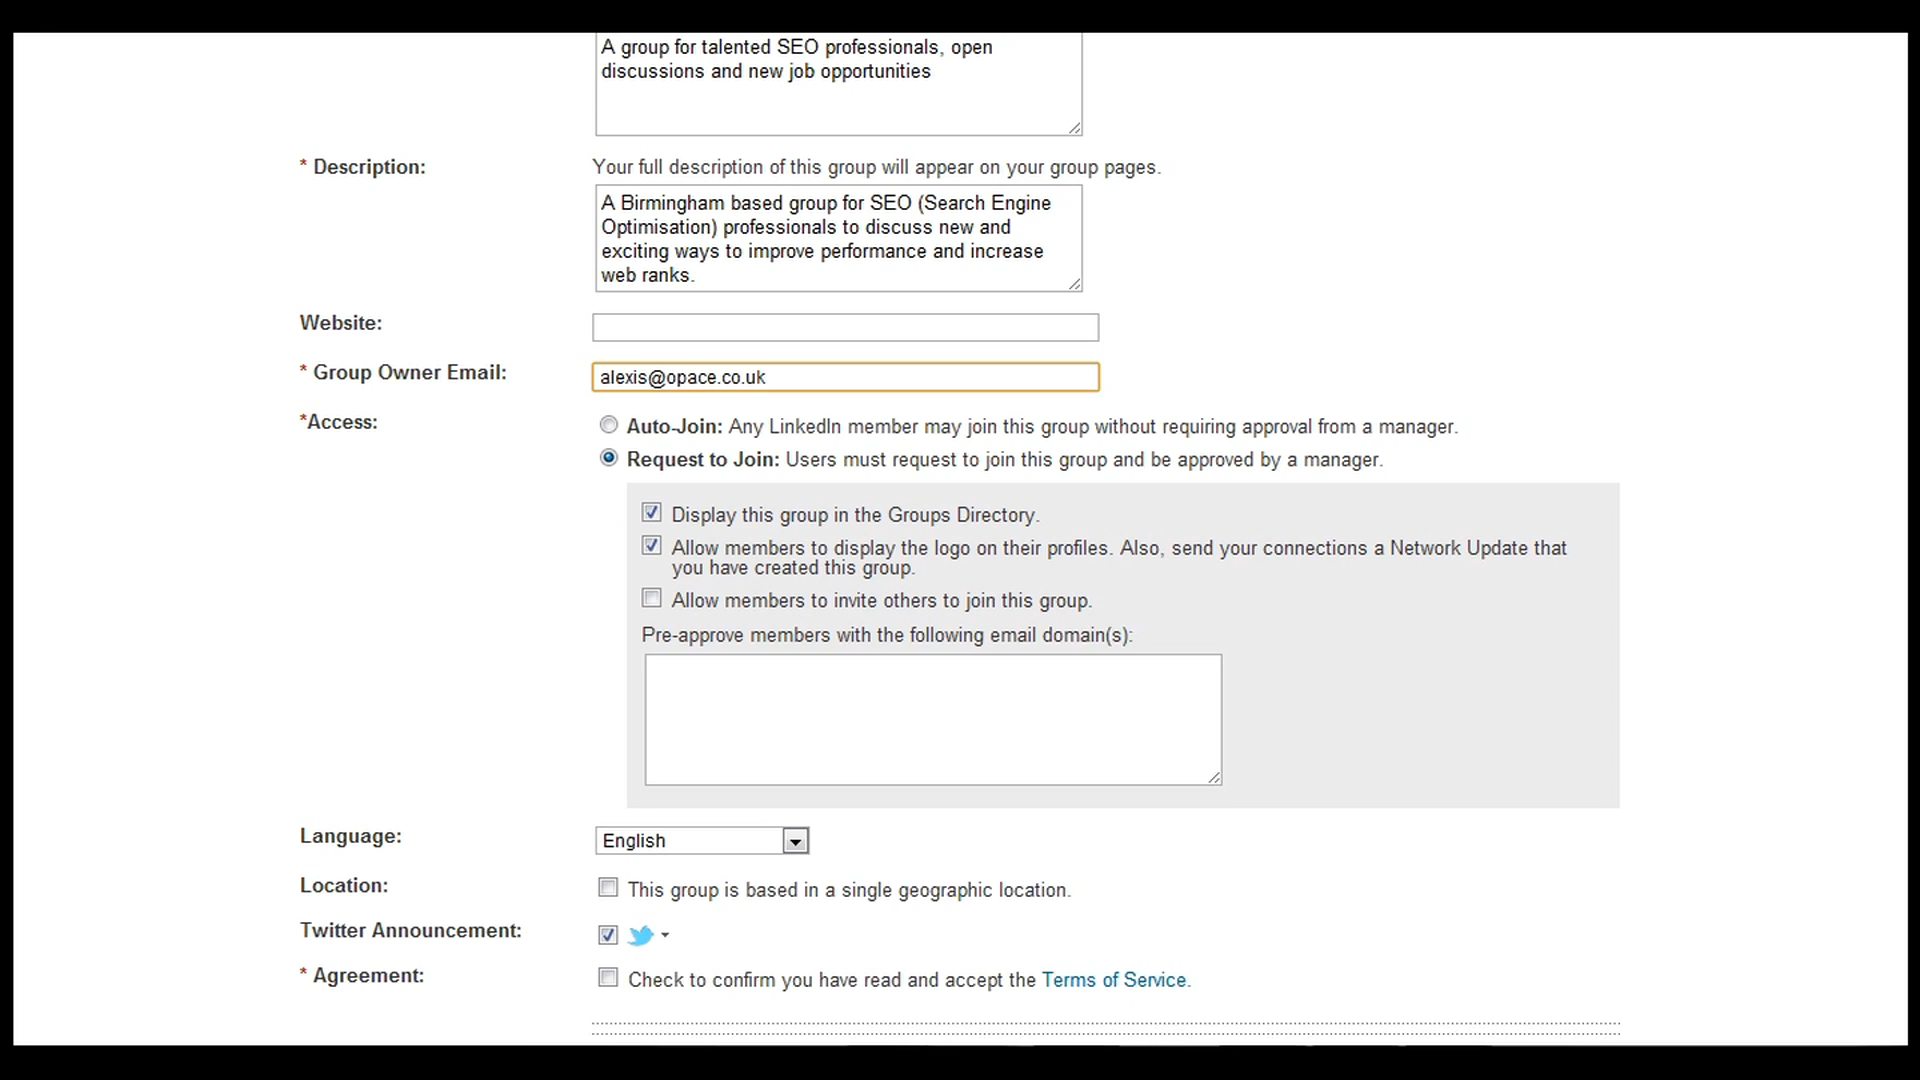 A group for talented SEO professionals, open
discussions and new job opportunities
* Description:
Your full description of this group will appear on your group pages.
A Birmingham based group for SEO (Search Engine
Optimisation) professionals to discuss new and
exciting ways to improve performance and increase
web ranks.
Website:
* Group Owner Email:
alexis@opace.co.uk
*Access:
Auto-Join: Any LinkedIn member may join this group without requiring approval from a manager.
Request to Join: Users must request to join this group and be approved by a manager.
Display this group in the Groups Directory.
Allow members to display the logo on their profiles. Also, send your connections a Network Update that
you have created this group.
Allow members to invite others to join this group.
Pre-approve members with the following email domain(s):
Language:
English
Location:
This group is based in a single geographic location.
Twitter Announcement:
* Agreement:
Check to confirm you have read and accept the Terms of Service.